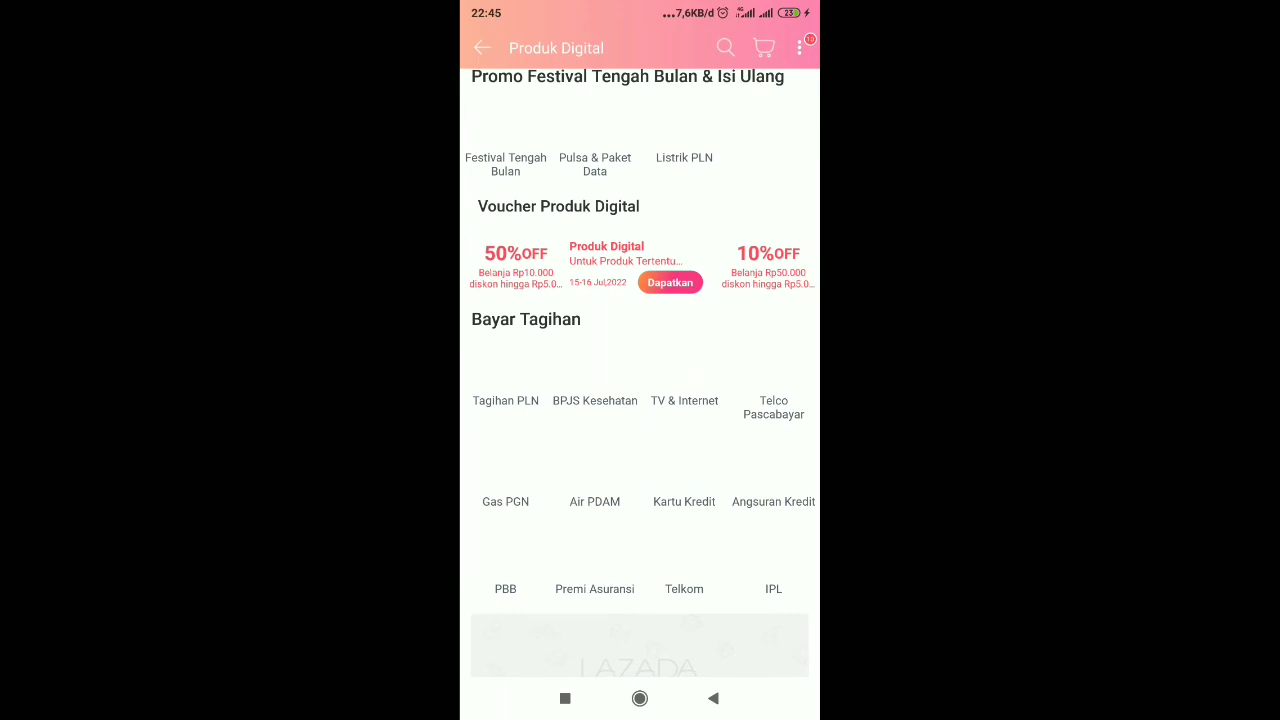 22:45
...7,6KB/d
4G
23
Produk Digital
Promo Festival Tengah Bulan & Isi Ulang
Festival Tengah Bulan
Pulsa & Paket Data
Listrik PLN
Voucher Produk Digital
50%OFF
Belanja Rp10.000
diskon hingga Rp5.0...
Produk Digital
Untuk Produk Tertentu...
15-16 Jul,2022
Dapatkan
10%OFF
Belanja Rp50.000
diskon hingga Rp5.0...
Bayar Tagihan
Tagihan PLN
BPJS Kesehatan
TV & Internet
Telco Pascabayar
Gas PGN
Air PDAM
Kartu Kredit
Angsuran Kredit
PBB
Premi Asuransi
Telkom
IPL
LAZADA